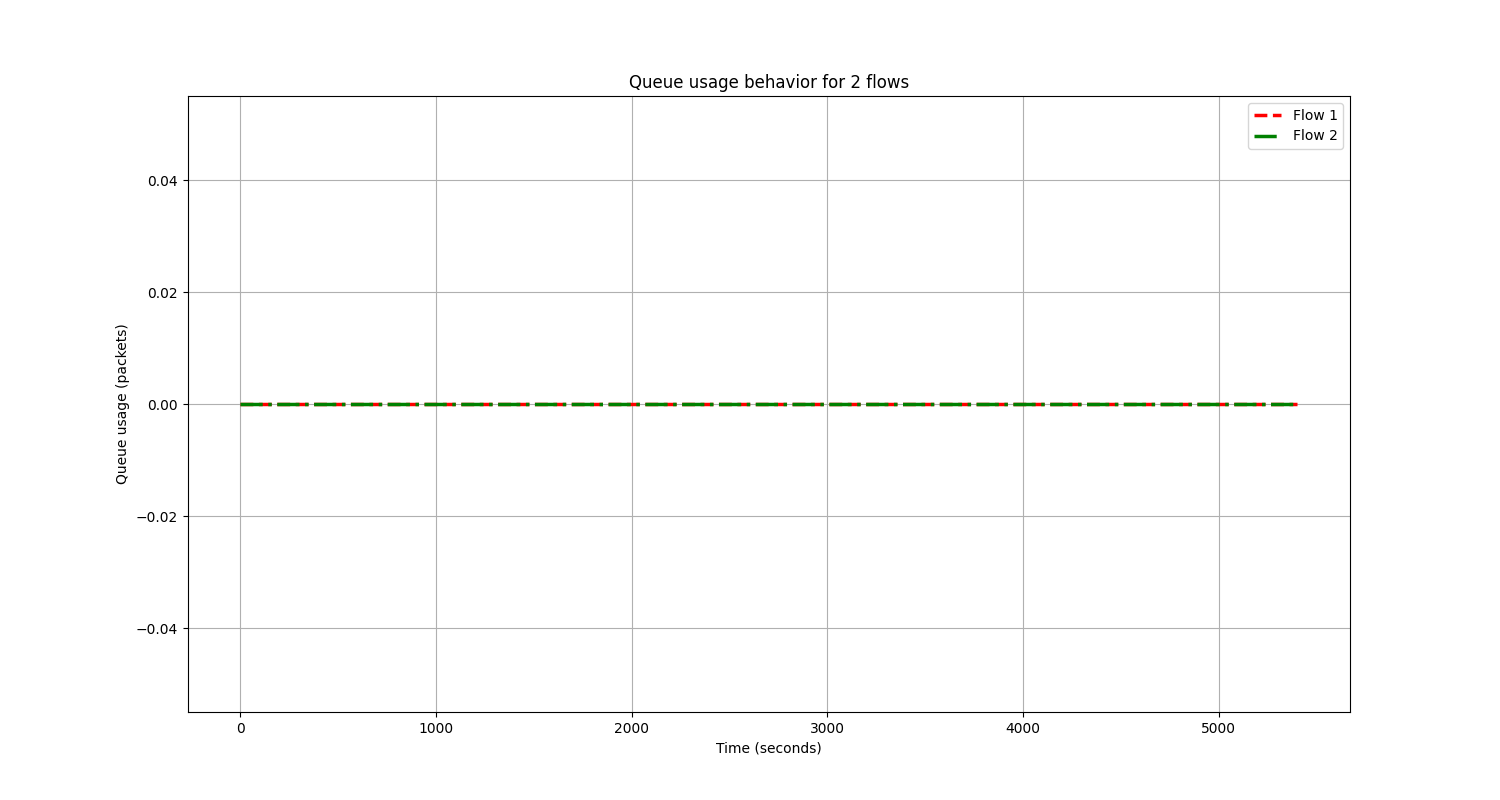 Queue usage behavior for 2 flows
Flow 1
Flow 2
0.04
0.02
0.00
−0.02
−0.04
Queue usage (packets)
0 1000 2000 3000 4000 5000
Time (seconds)